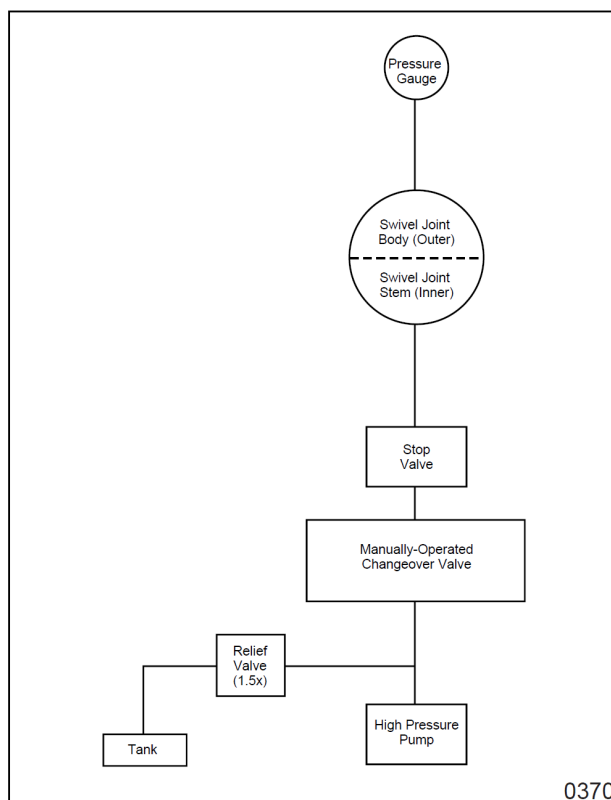 Pressure
Gauge
Swivel Joint
Body (Outer)
Swivel Joint
Stem (Inner)
Stop
Valve
Manually-Operated
Changeover Valve
Relief
Valve
(1.5x)
High Pressure
Pump
Tank
0370